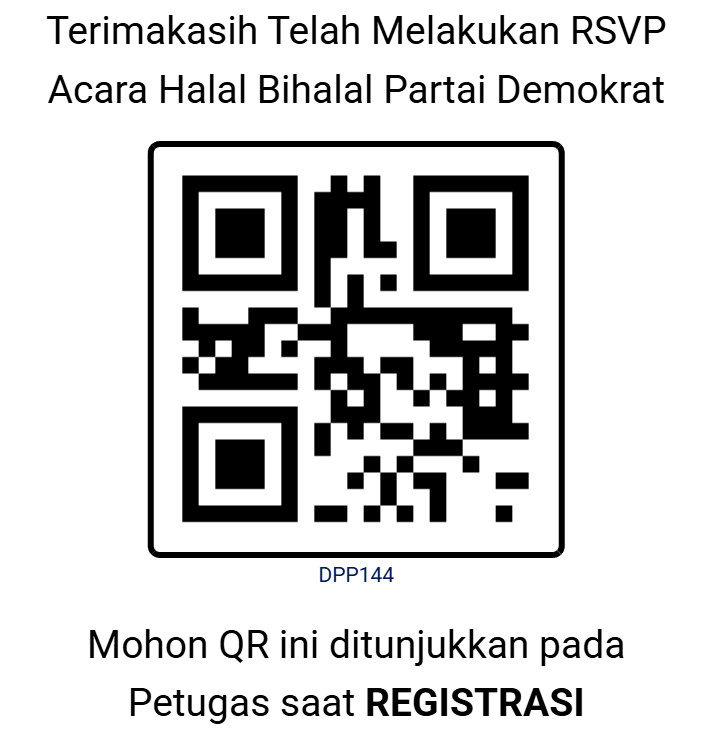 Terimakasih Telah Melakukan RSVP
Acara Halal Bihalal Partai Demokrat
DPP144
Mohon QR ini ditunjukkan pada
Petugas saat REGISTRASI